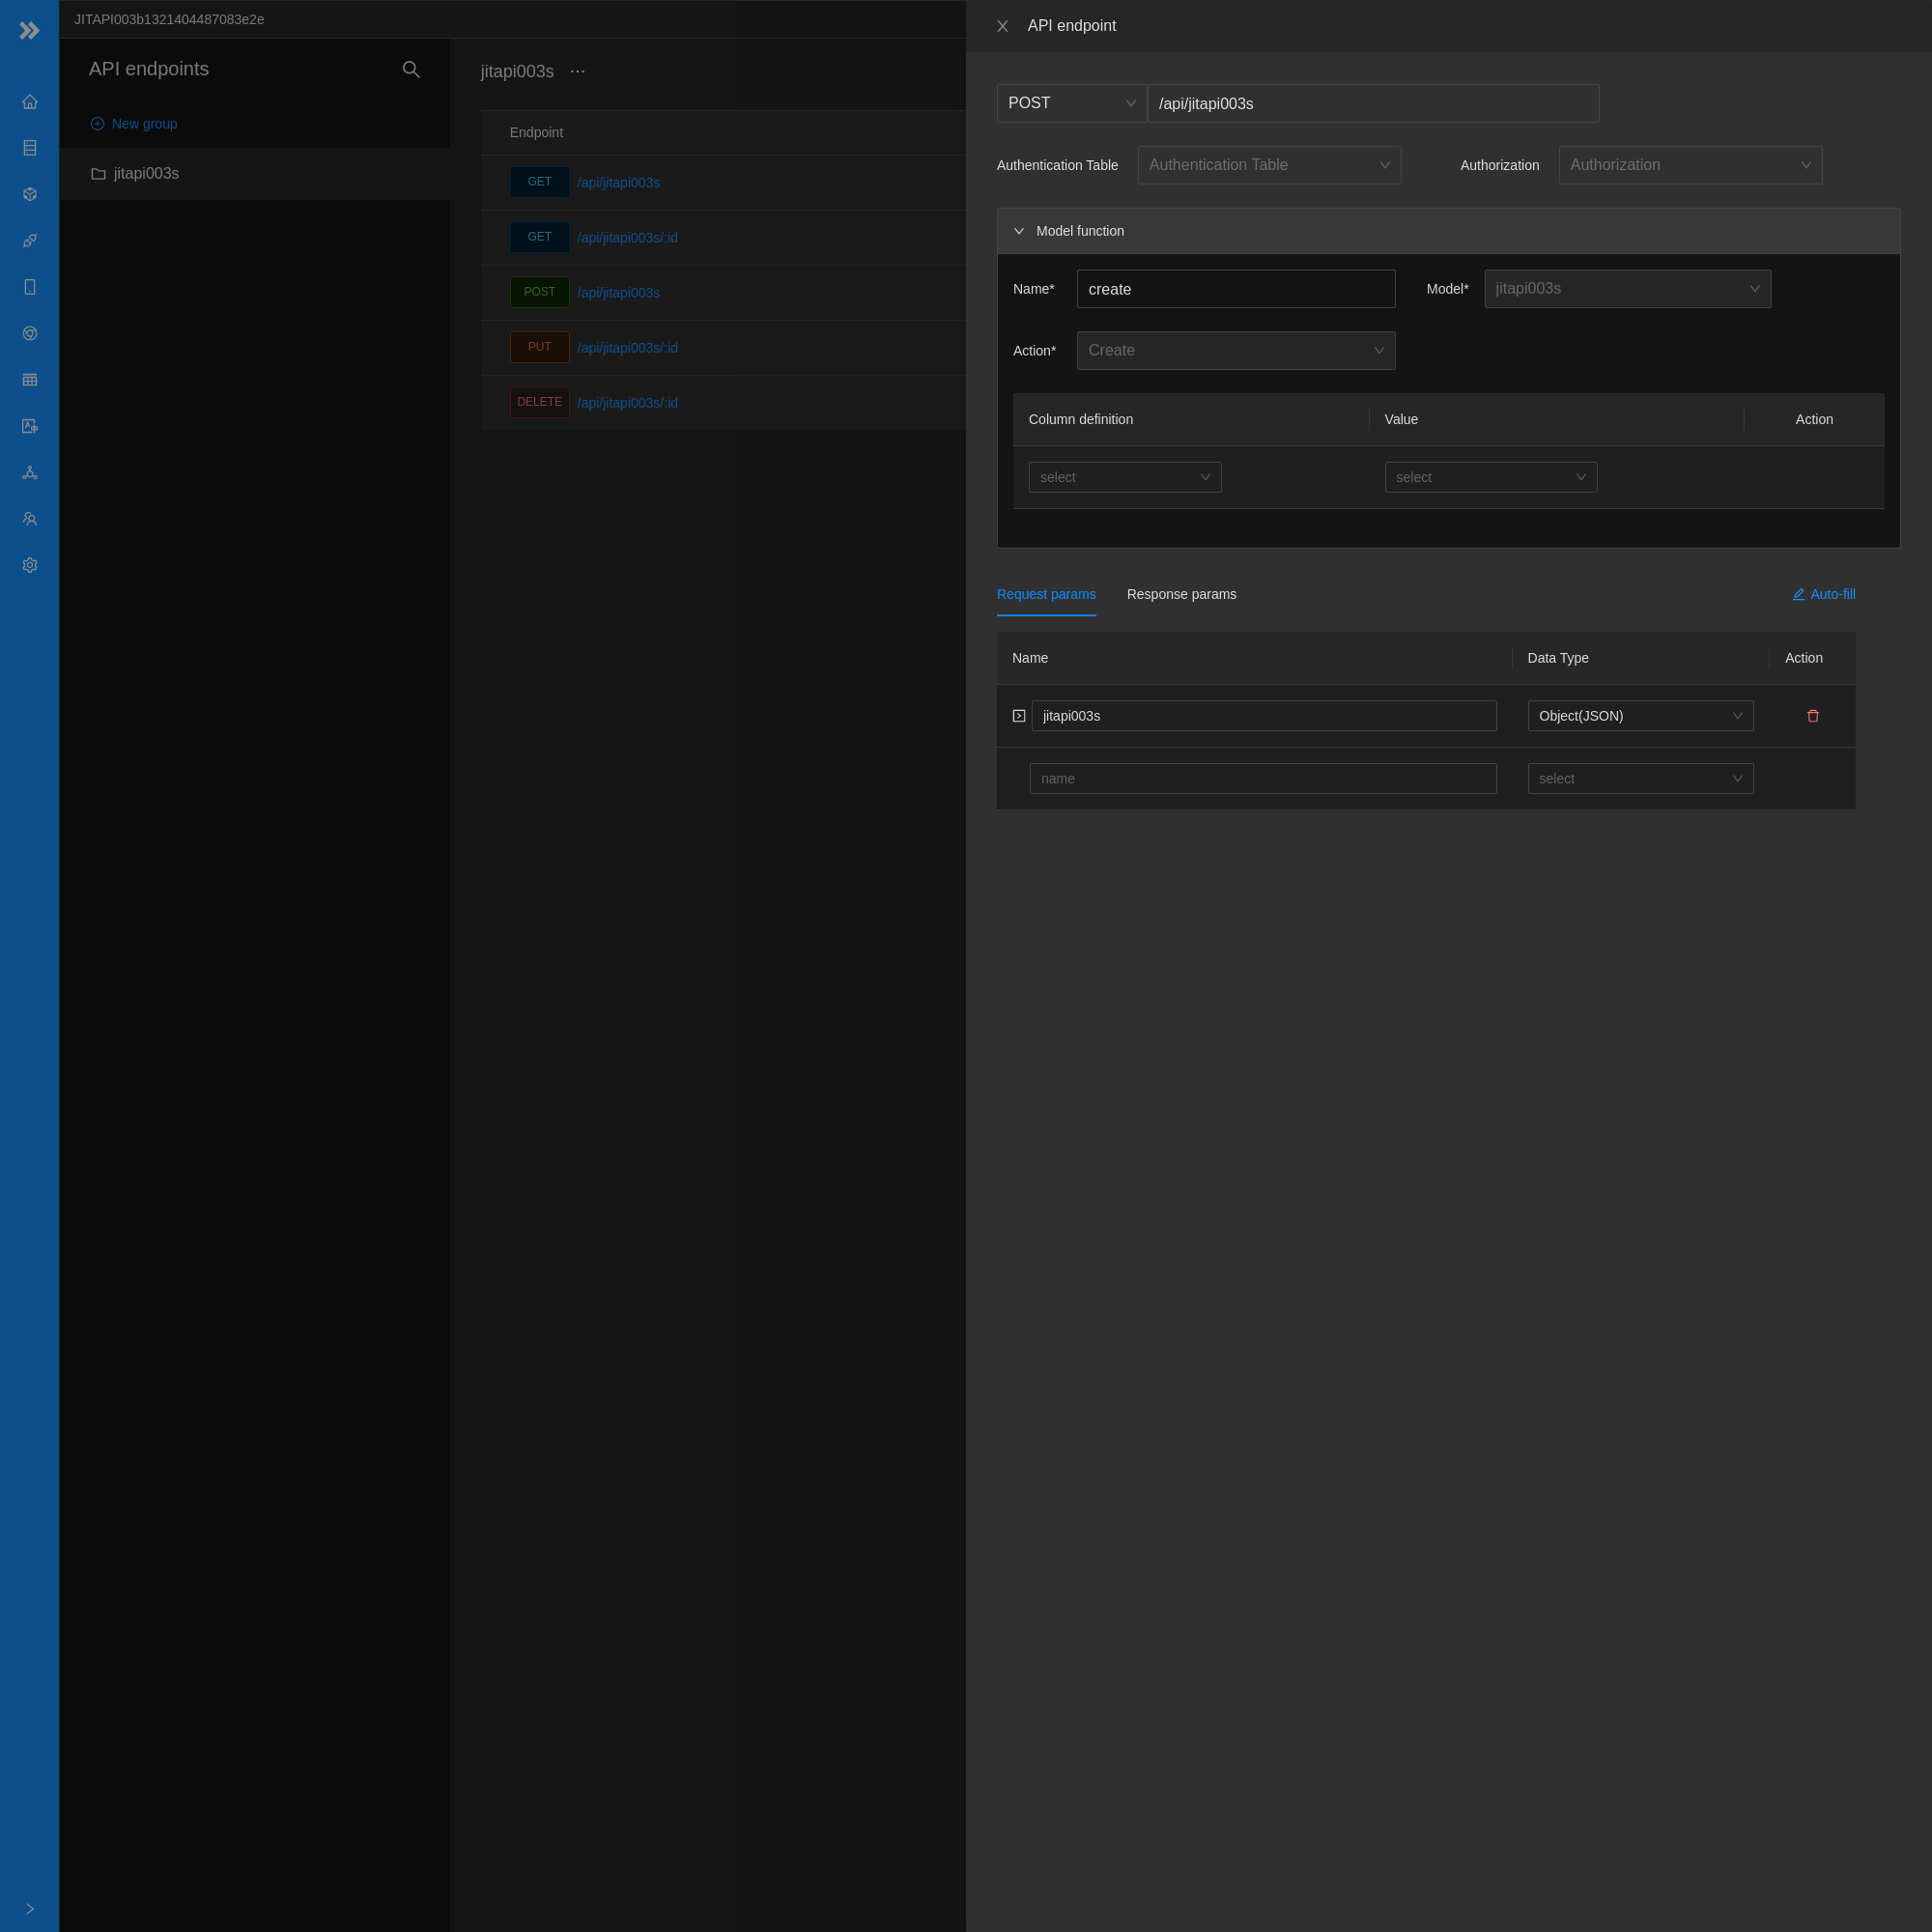 JITAPI003b1321404487083e2e
API endpoints
New group
jitapi003s
jitapi003s ...
Endpoint
GET /api/jitapi003s
GET /api/jitapi003s/:id
POST /api/jitapi003s
PUT /api/jitapi003s/:id
DELETE /api/jitapi003s/:id
API endpoint
POST /api/jitapi003s
Authentication Table Authentication Table Authorization Authorization
Model function
Name* create Model* jitapi003s
Action* Create
Column definition Value Action
select select
Request params Response params Auto-fill
Name Data Type Action
jitapi003s Object(JSON)
name select